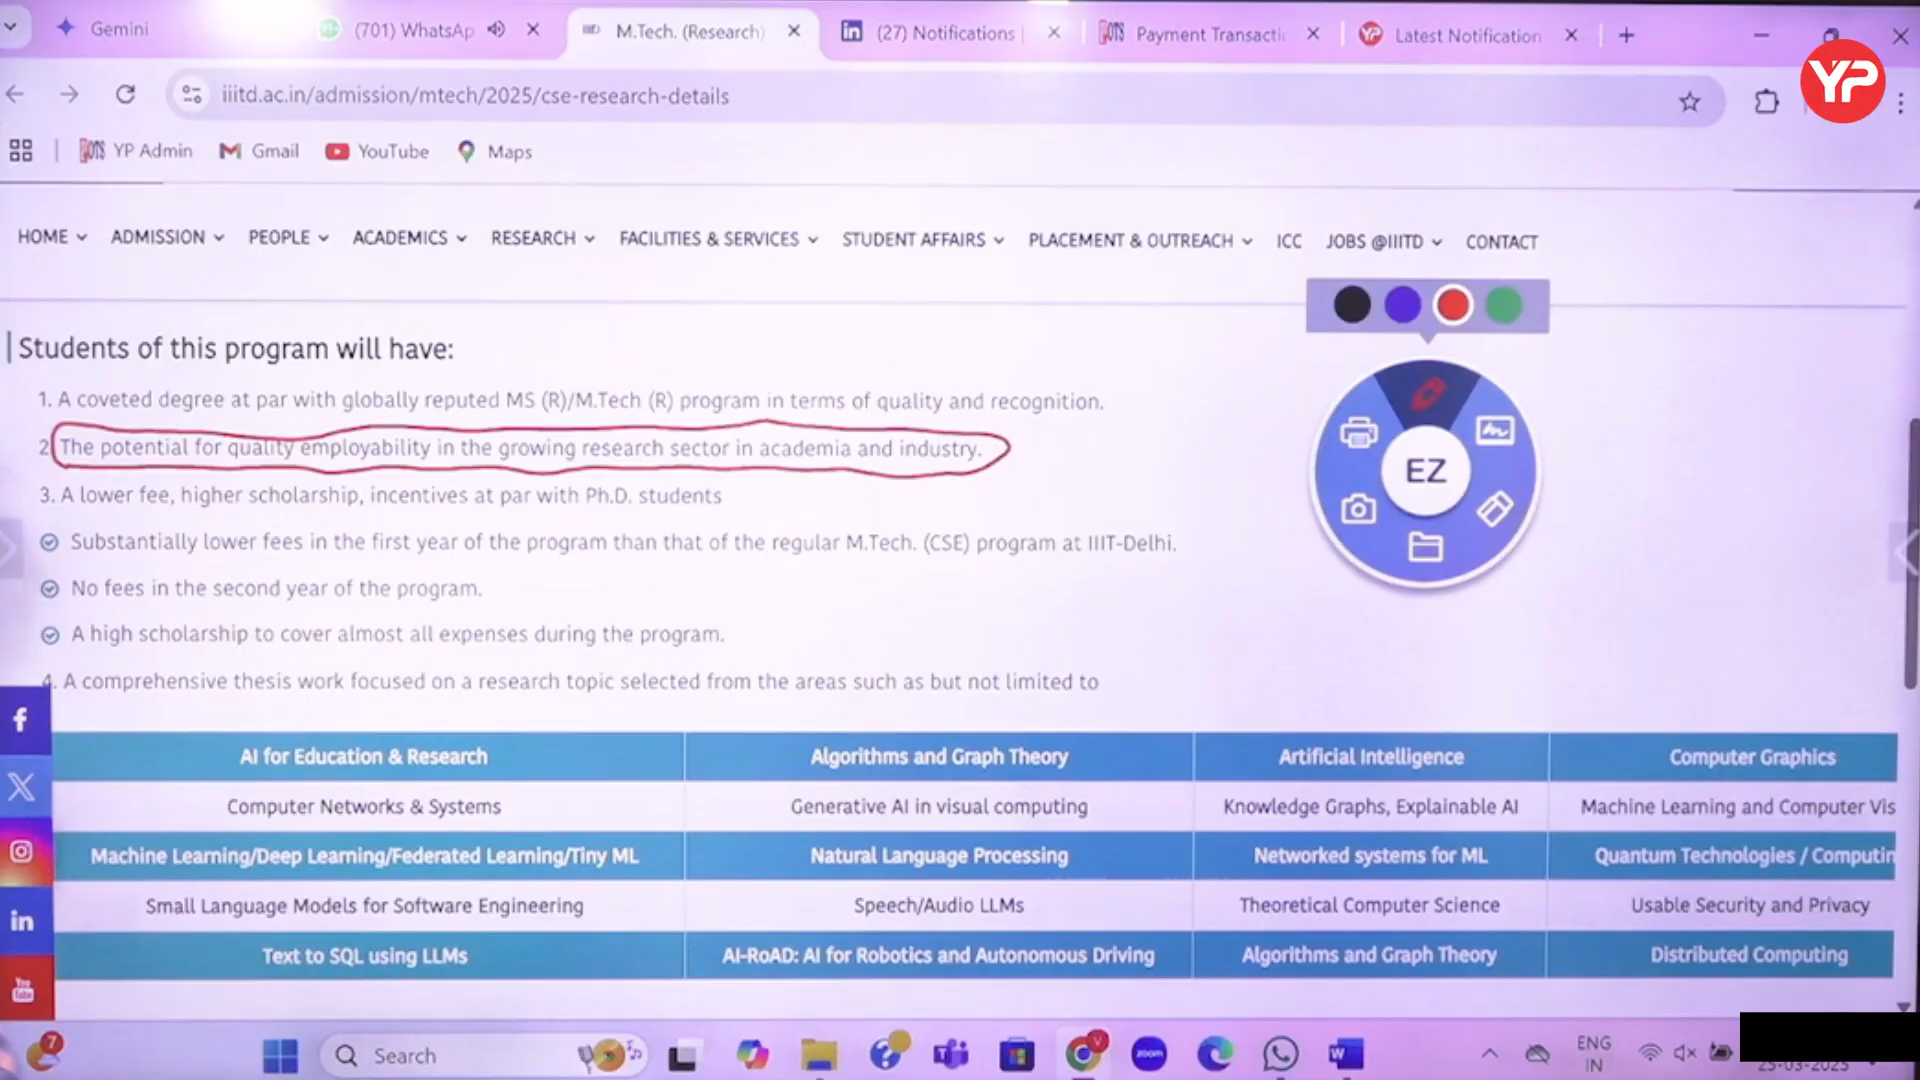 Gemini
(701) WhatsAp
M.Tech. (Research)
(27) Notifications
Payment Transacti
Latest Notification
YP
iiitd.ac.in/admission/mtech/2025/cse-research-details
YP Admin
Gmail
YouTube
Maps
HOME
ADMISSION
PEOPLE
ACADEMICS
RESEARCH
FACILITIES & SERVICES
STUDENT AFFAIRS
PLACEMENT & OUTREACH
ICC
JOBS @IIITD
CONTACT
Students of this program will have:
1. A coveted degree at par with globally reputed MS (R)/M.Tech (R) program in terms of quality and recognition.
2 The potential for quality employability in the growing research sector in academia and industry.
3. A lower fee, higher scholarship, incentives at par with Ph.D. students
Substantially lower fees in the first year of the program than that of the regular M.Tech. (CSE) program at IIIT-Delhi.
No fees in the second year of the program.
A high scholarship to cover almost all expenses during the program.
4. A comprehensive thesis work focused on a research topic selected from the areas such as but not limited to
EZ
AI for Education & Research
Algorithms and Graph Theory
Artificial Intelligence
Computer Graphics
Computer Networks & Systems
Generative AI in visual computing
Knowledge Graphs, Explainable AI
Machine Learning and Computer Vis
Machine Learning/Deep Learning/Federated Learning/Tiny ML
Natural Language Processing
Networked systems for ML
Quantum Technologies / Computin
Small Language Models for Software Engineering
Speech/Audio LLMs
Theoretical Computer Science
Usable Security and Privacy
Text to SQL using LLMs
AI-RoAD: AI for Robotics and Autonomous Driving
Algorithms and Graph Theory
Distributed Computing
You
Tube
7
Search
V
zoom
W
ENG
IN
25-03-2025